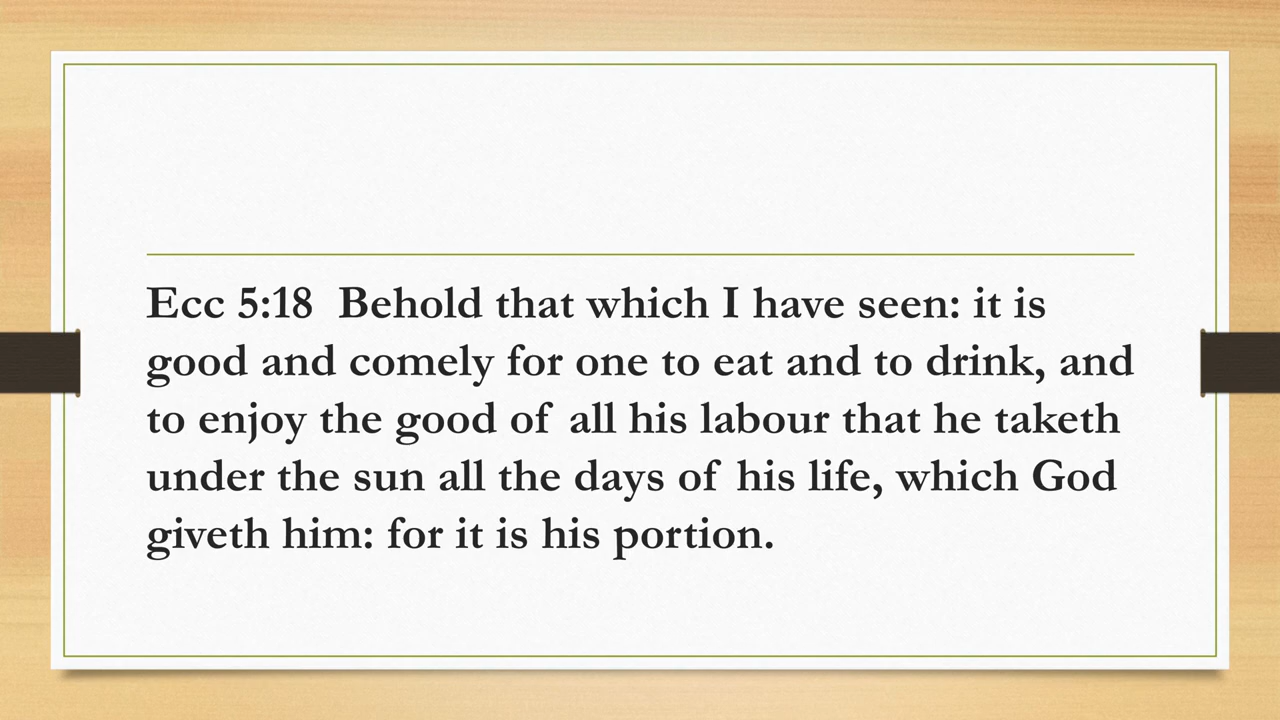 Ecc 5:18  Behold that which I have seen: it is
good and comely for one to eat and to drink, and
to enjoy the good of all his labour that he taketh
under the sun all the days of his life, which God
giveth him: for it is his portion.